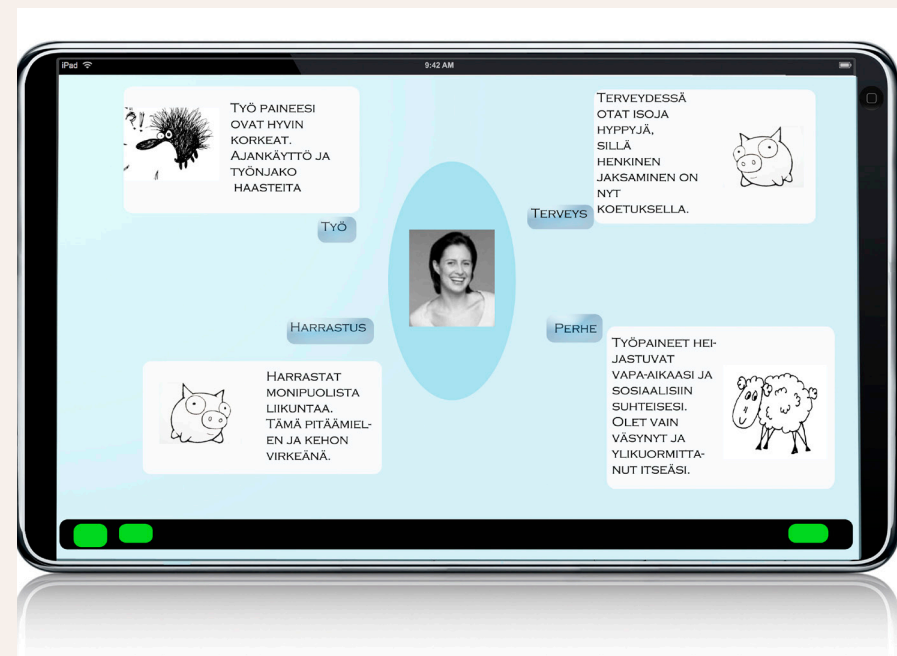 iPad
9:42 AM
TYÖ PAINEESI
OVAT HYVIN
KORKEAT.
AJANKÄYTTÖ JA
TYÖNJAKO
HAASTEITA
TYÖ
TERVEYDESSÄ
OTAT ISOJA
HYPPYJÄ,
SILLÄ
HENKINEN
JAKSAMINEN ON
NYT
KOETUKSELLA.
TERVEYS
HARRASTUS
HARRASTAT
MONIPUOLISTA
LIIKUNTAA.
TÄMÄ PITÄÄMIEL-
EN JA KEHON
VIRKEÄNÄ.
PERHE
TYÖPAINEET HEI-
JASTUVAT
VAPAA-AIKAASI JA
SOSIAALISIIN
SUHTEISESI.
OLET VAIN
VÄSYNYT JA
YLIKUORMITTA-
NUT ITSEÄSI.